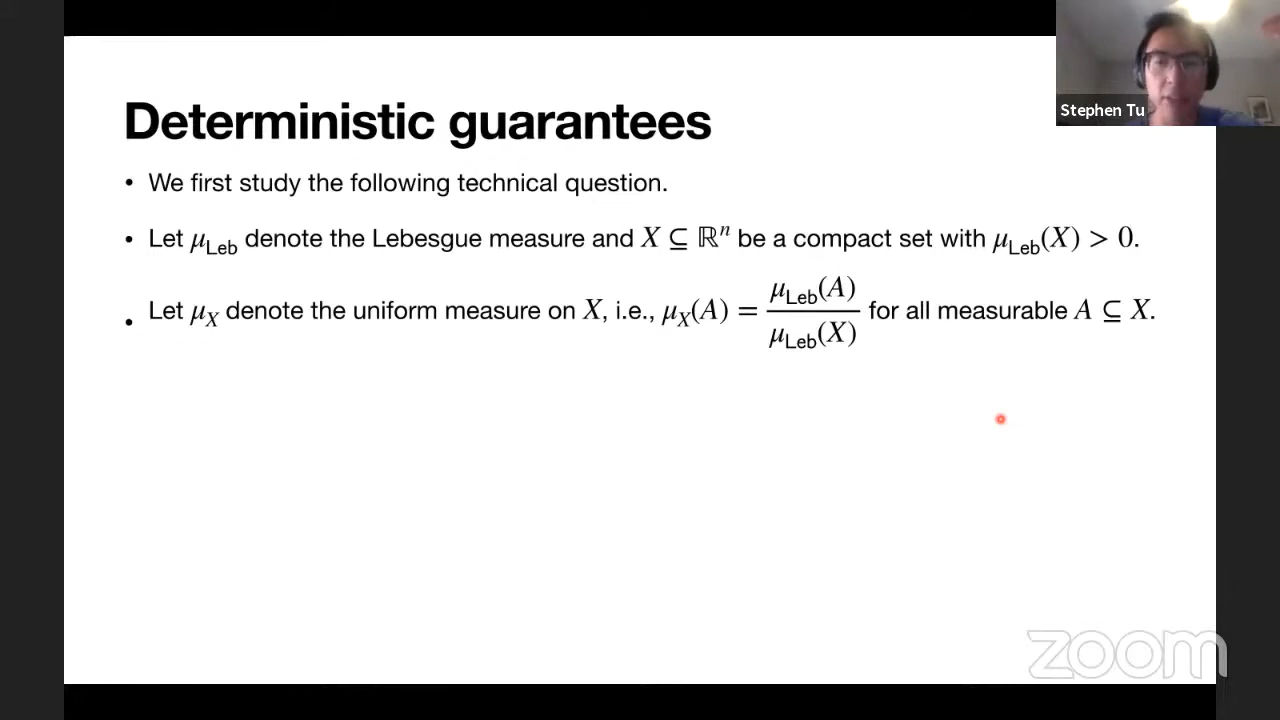 Stephen Tu
Deterministic guarantees
• We first study the following technical question.
• Let μ_Leb denote the Lebesgue measure and X ⊆ ℝⁿ be a compact set with μ_Leb(X) > 0.
• Let μ_X denote the uniform measure on X, i.e., μ_X(A) = μ_Leb(A) / μ_Leb(X) for all measurable A ⊆ X.
zoom